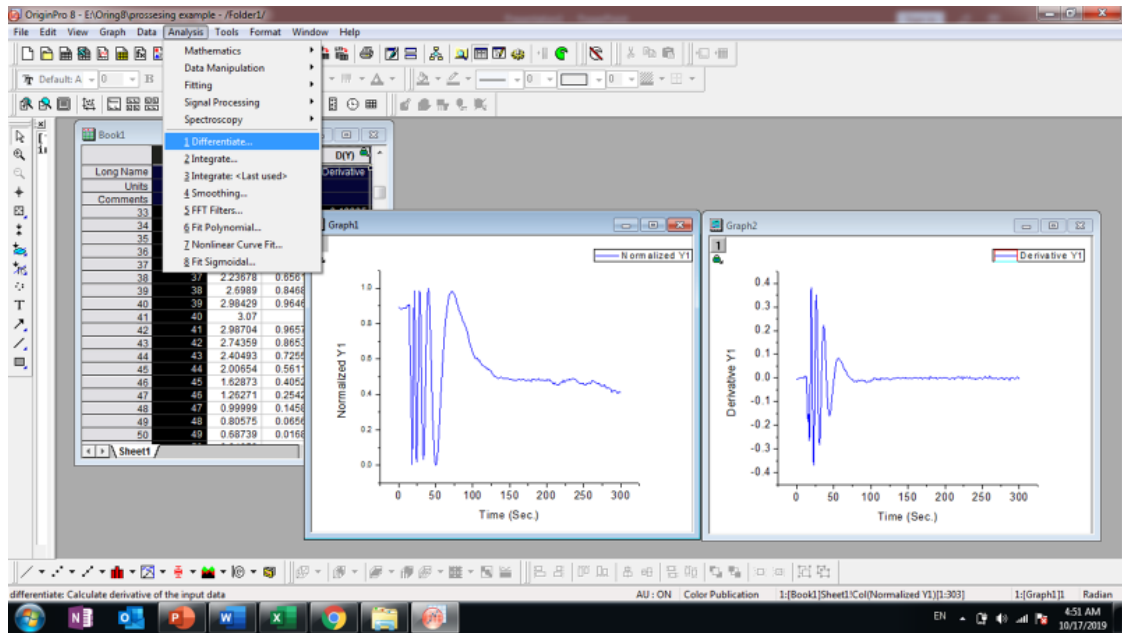 OriginPro 8 - E:\Oring8\prossesing example - /Folder1/
File Edit View Graph Data Analysis Tools Format Window Help
Default: A 0 B
0 0
Mathematics
Data Manipulation
Fitting
Signal Processing
Spectroscopy
1 Differentiate...
2 Integrate...
3 Integrate: <Last used>
4 Smoothing...
5 FFT Filters...
6 Fit Polynomial...
7 Nonlinear Curve Fit...
8 Fit Sigmoidal...
Book1
D(Y)
Long Name Derivative
Units
Comments
33
34
35
36
37
38 37 2.23678 0.6561
39 38 2.6989 0.8468
40 39 2.98429 0.9646
41 40 3.07
42 41 2.98704 0.9657
43 42 2.74359 0.8653
44 43 2.40493 0.7255
45 44 2.00654 0.5611
46 45 1.62873 0.4052
47 46 1.26271 0.2542
48 47 0.99999 0.1458
49 48 0.80575 0.0656
50 49 0.68739 0.0168
Sheet1
Graph1
Normalized Y1
1.0
0.8
0.6
0.4
0.2
0.0
Normalized Y1
0 50 100 150 200 250 300
Time (Sec.)
Graph2
1
Derivative Y1
0.4
0.3
0.2
0.1
0.0
-0.1
-0.2
-0.3
-0.4
Derivative Y1
0 50 100 150 200 250 300
Time (Sec.)
differentiate: Calculate derivative of the input data AU : ON Color Publication 1:[Book1]Sheet1!Col(Normalized Y1)[1:303] 1:[Graph1]1 Radian
EN 4:51 AM
10/17/2019